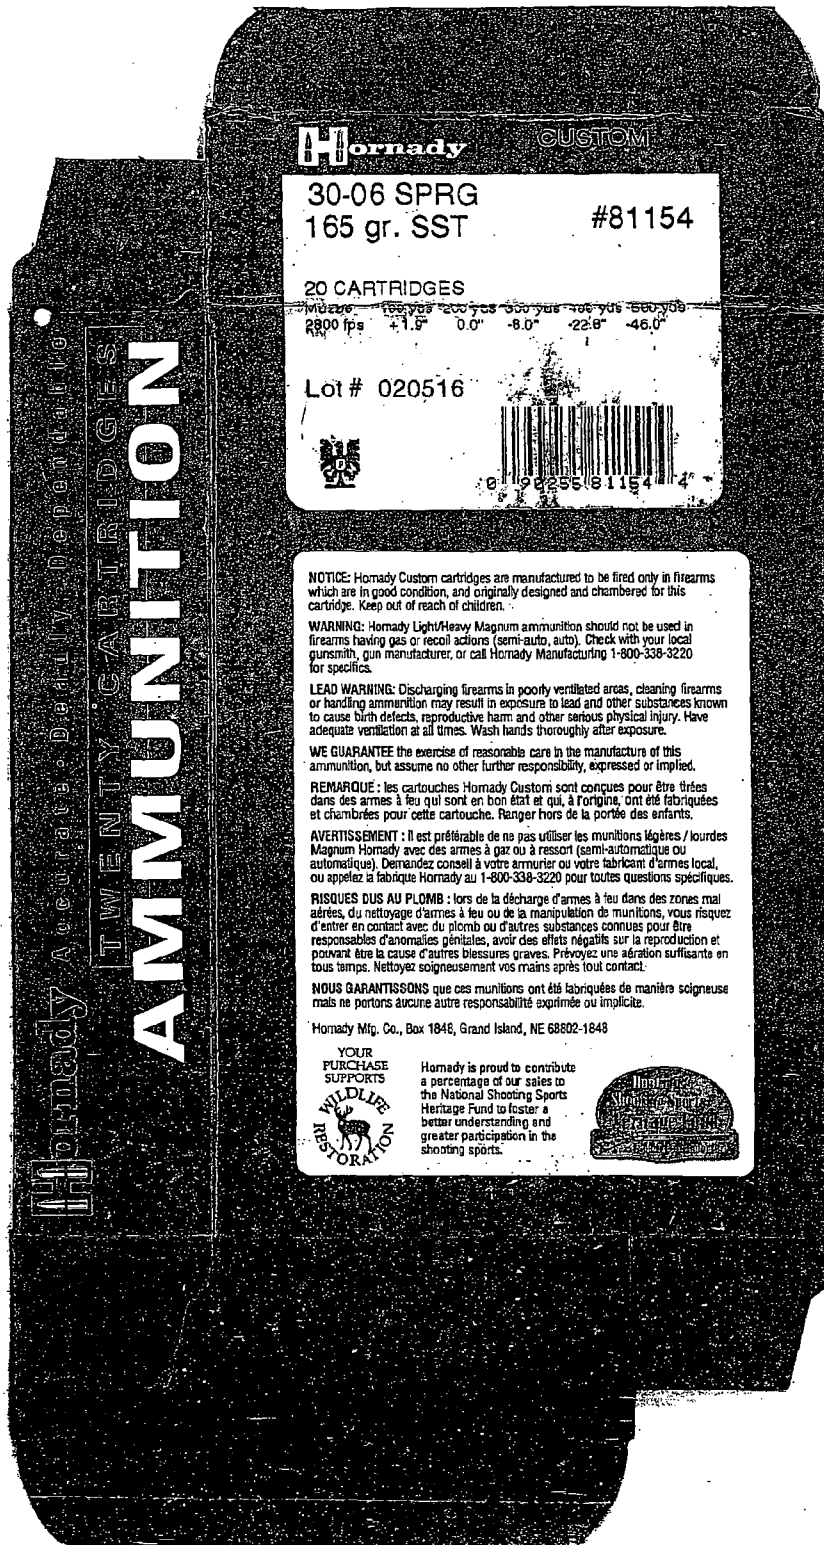 Hornady CUSTOM
30-06 SPRG
165 gr. SST #81154
20 CARTRIDGES
Muzzle 100 yds 200 yds 300 yds 400 yds 500 yds
2800 fps +1.9" 0.0" -8.0" -22.8" -46.0"
Lot # 020516
0 90255 81154 4
NOTICE: Hornady Custom cartridges are manufactured to be fired only in firearms
which are in good condition, and originally designed and chambered for this
cartridge. Keep out of reach of children.
WARNING: Hornady Light/Heavy Magnum ammunition should not be used in
firearms having gas or recoil actions (semi-auto, auto). Check with your local
gunsmith, gun manufacturer, or call Hornady Manufacturing 1-800-338-3220
for specifics.
LEAD WARNING: Discharging firearms in poorly ventilated areas, cleaning firearms
or handling ammunition may result in exposure to lead and other substances known
to cause birth defects, reproductive harm and other serious physical injury. Have
adequate ventilation at all times. Wash hands thoroughly after exposure.
WE GUARANTEE the exercise of reasonable care in the manufacture of this
ammunition, but assume no other further responsibility, expressed or implied.
REMARQUE : les cartouches Hornady Custom sont conçues pour être tirées
dans des armes à feu qui sont en bon état et qui, à l'origine, ont été fabriquées
et chambrées pour cette cartouche. Ranger hors de la portée des enfants.
AVERTISSEMENT : Il est préférable de ne pas utiliser les munitions légères / lourdes
Magnum Hornady avec des armes à gaz ou à ressort (semi-automatique ou
automatique). Demandez conseil à votre armurier ou votre fabricant d'armes local,
ou appelez la fabrique Hornady au 1-800-338-3220 pour toutes questions spécifiques.
RISQUES DUS AU PLOMB : lors de la décharge d'armes à feu dans des zones mal
aérées, du nettoyage d'armes à feu ou de la manipulation de munitions, vous risquez
d'entrer en contact avec du plomb ou d'autres substances connues pour être
responsables d'anomalies génitales, avoir des effets négatifs sur la reproduction et
pouvant être la cause d'autres blessures graves. Prévoyez une aération suffisante en
tous temps. Nettoyez soigneusement vos mains après tout contact.
NOUS GARANTISSONS que ces munitions ont été fabriquées de manière soigneuse
mais ne portons aucune autre responsabilité exprimée ou implicite.
Hornady Mfg. Co., Box 1848, Grand Island, NE 68802-1848
YOUR
PURCHASE
SUPPORTS
WILDLIFE
RESTORATION
Hornady is proud to contribute
a percentage of our sales to
the National Shooting Sports
Heritage Fund to foster a
better understanding and
greater participation in the
shooting sports.
Hornady Accurate · Deadly · Dependable
TWENTY CARTRIDGES
AMMUNITION